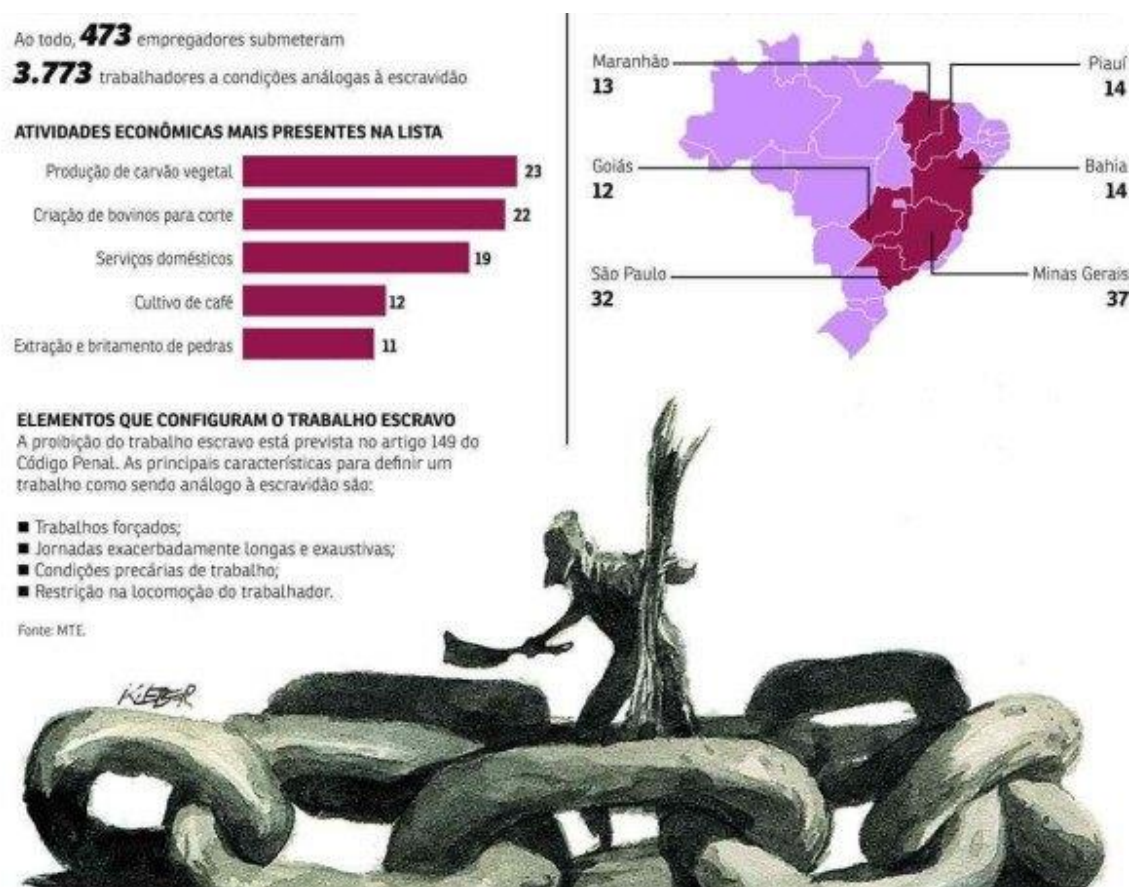 Ao todo, 473 empregadores submeteram
3.773 trabalhadores a condições análogas à escravidão
ATIVIDADES ECONÔMICAS MAIS PRESENTES NA LISTA
Produção de carvão vegetal 23
Criação de bovinos para corte 22
Serviços domésticos 19
Cultivo de café 12
Extração e britamento de pedras 11
ELEMENTOS QUE CONFIGURAM O TRABALHO ESCRAVO
A proibição do trabalho escravo está prevista no artigo 149 do
Código Penal. As principais características para definir um
trabalho como sendo análogo à escravidão são:
■ Trabalhos forçados;
■ Jornadas exacerbadamente longas e exaustivas;
■ Condições precárias de trabalho;
■ Restrição na locomoção do trabalhador.
Fonte: MTE.
Maranhão
13
Piauí
14
Goiás
12
Bahia
14
São Paulo
32
Minas Gerais
37
KLEBER